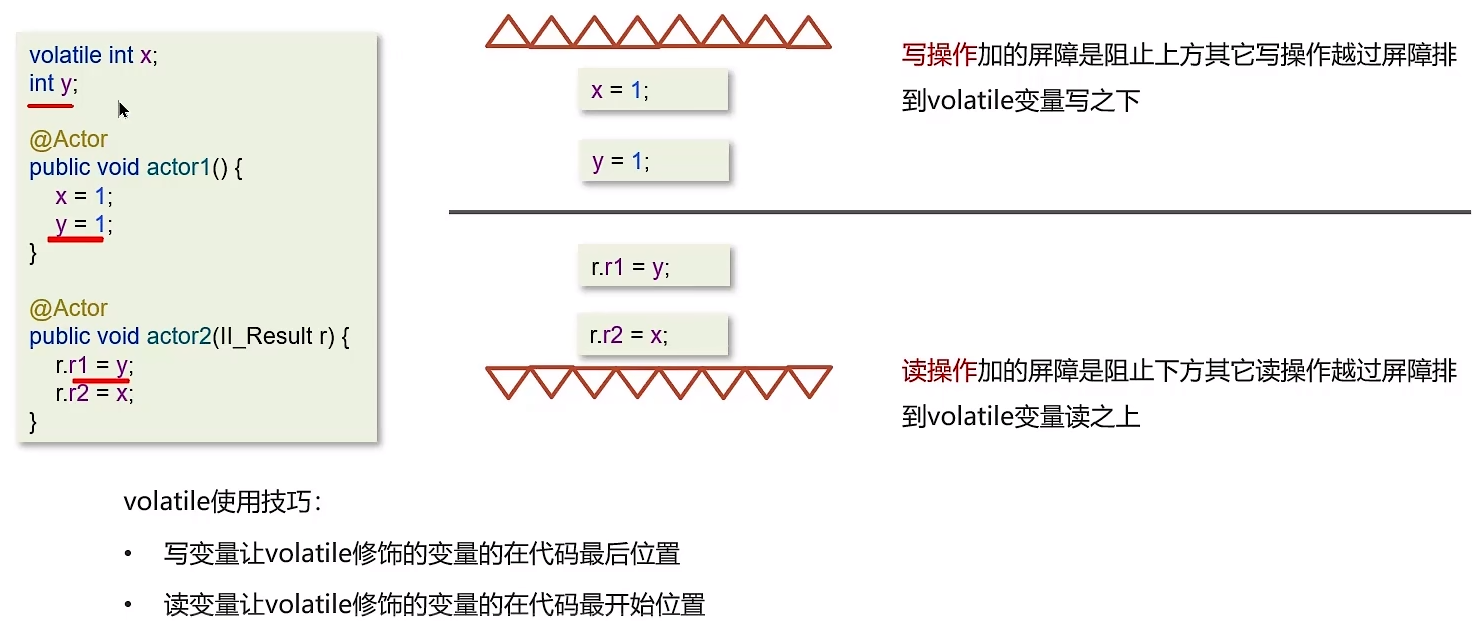 volatile int x;
int y;
@Actor
public void actor1() {
x = 1;
y = 1;
}
@Actor
public void actor2(II_Result r) {
r.r1 = y;
r.r2 = x;
}
x = 1;
y = 1;
写操作加的屏障是阻止上方其它写操作越过屏障排
到volatile变量写之下
r.r1 = y;
r.r2 = x;
读操作加的屏障是阻止下方其它读操作越过屏障排
到volatile变量读之上
volatile使用技巧：
• 写变量让volatile修饰的变量的在代码最后位置
• 读变量让volatile修饰的变量的在代码最开始位置